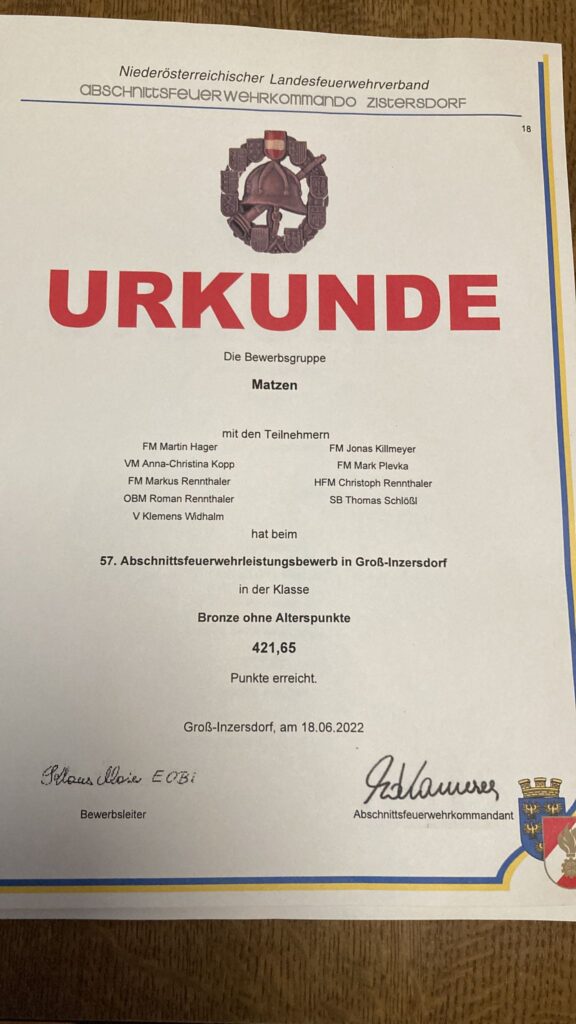 Niederösterreichischer Landesfeuerwehrverband
ABSCHNITTSFEUERWEHRKOMMANDO ZISTERSDORF
18
URKUNDE
Die Bewerbsgruppe
Matzen
mit den Teilnehmern
FM Martin Hager FM Jonas Killmeyer
VM Anna-Christina Kopp FM Mark Plevka
FM Markus Rennthaler HFM Christoph Rennthaler
OBM Roman Rennthaler SB Thomas Schlößl
V Klemens Widhalm
hat beim
57. Abschnittsfeuerwehrleistungsbewerb in Groß-Inzersdorf
in der Klasse
Bronze ohne Alterspunkte
421,65
Punkte erreicht.
Groß-Inzersdorf, am 18.06.2022
Maier EOBi
Bewerbsleiter Abschnittsfeuerwehrkommandant